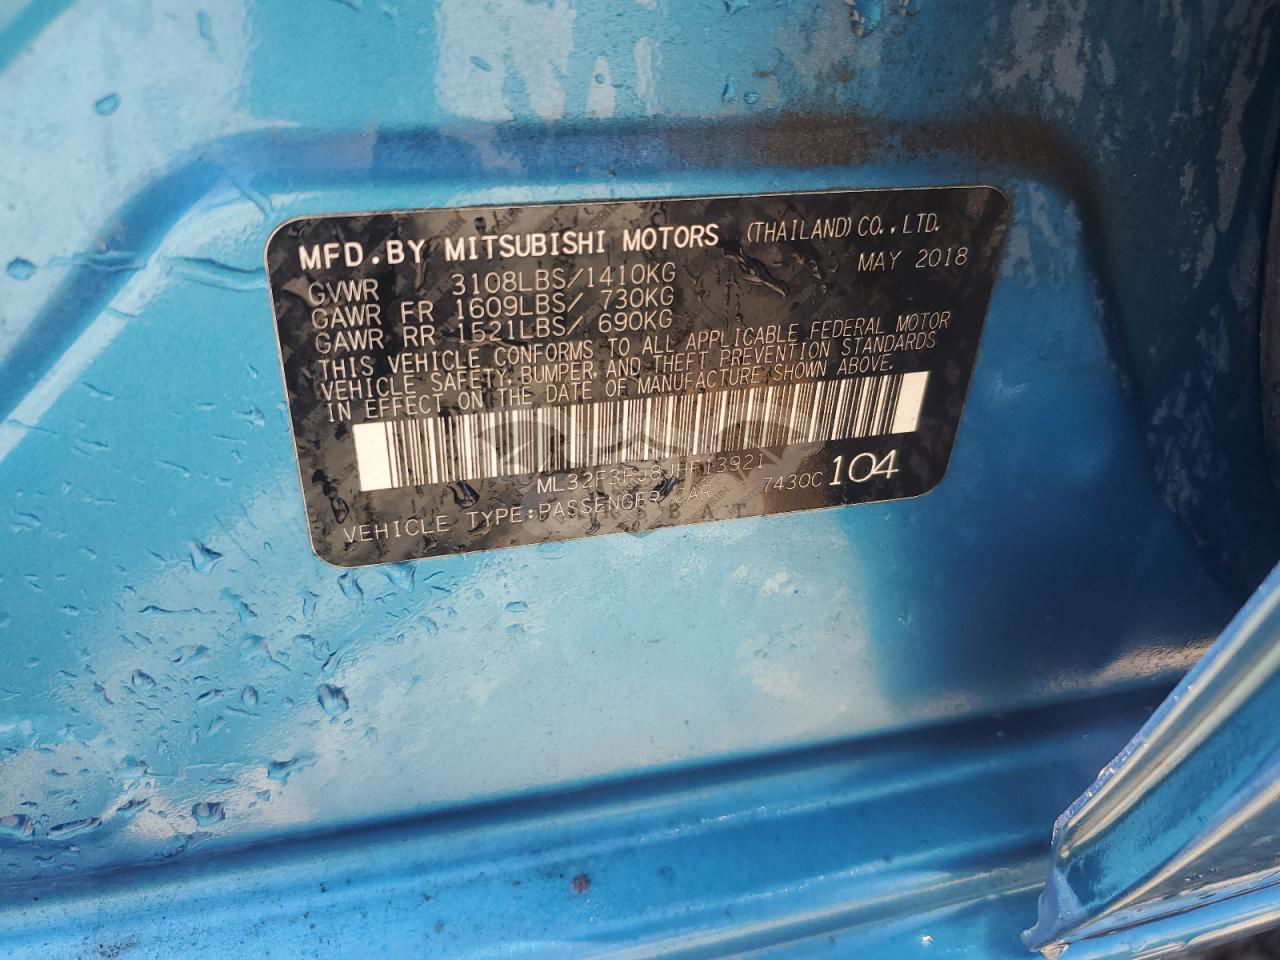 MFD.BY MITSUBISHI MOTORS (THAILAND) CO.,LTD.
MAY 2018
GVWR 3108LBS/1410KG
GAWR FR 1609LBS/ 730KG
GAWR RR 1521LBS/ 690KG
THIS VEHICLE CONFORMS TO ALL APPLICABLE FEDERAL MOTOR
VEHICLE SAFETY, BUMPER, AND THEFT PREVENTION STANDARDS
IN EFFECT ON THE DATE OF MANUFACTURE SHOWN ABOVE.
VEHICLE TYPE:PASSENGER CAR 7430C 104